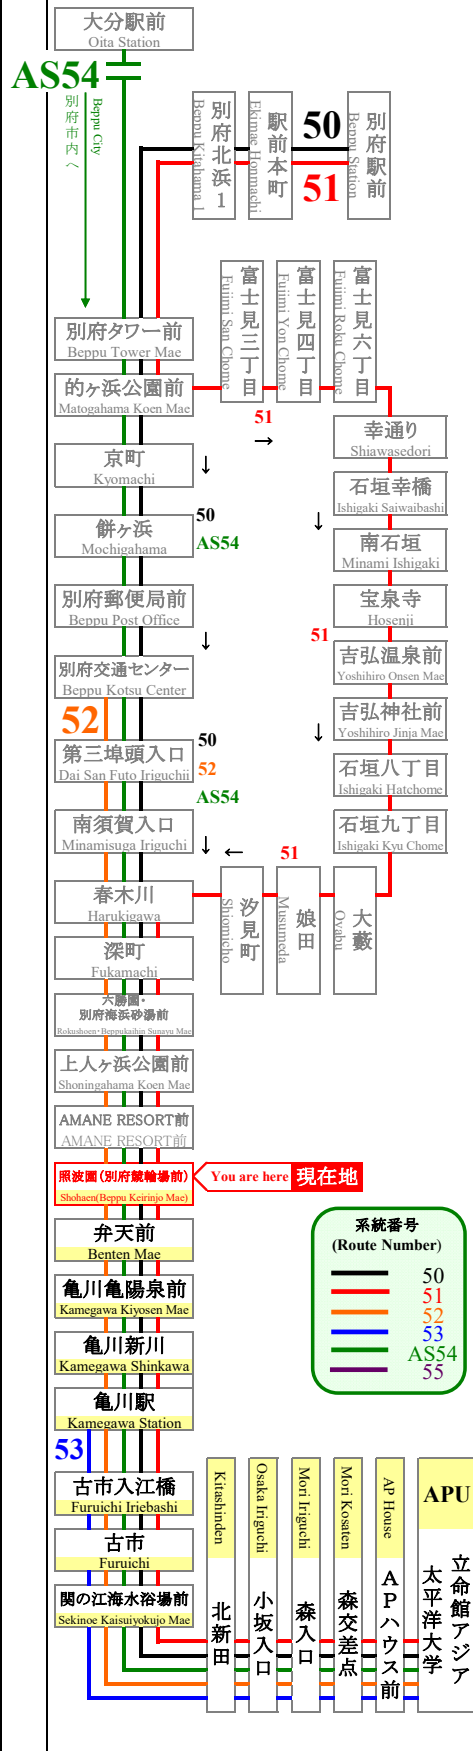 大分駅前
Oita Station
AS54
Beppu City
別府市内へ
別府北浜1
Beppu Kitahama 1
駅前本町
Ekimae Honmachi
50
51
別府駅前
Beppu Station
富士見三丁目
Fujimi San Chome
富士見四丁目
Fujimi Yon Chome
富士見六丁目
Fujimi Roku Chome
別府タワー前
Beppu Tower Mae
的ヶ浜公園前
Matogahama Koen Mae
51
→
幸通り
Shiawasedori
京町
Kyomachi
↓
石垣幸橋
Ishigaki Saiwaibashi
餅ヶ浜
Mochigahama
50
AS54
↓
南石垣
Minami Ishigaki
別府郵便局前
Beppu Post Office
↓
宝泉寺
Hosenji
51
吉弘温泉前
Yoshihiro Onsen Mae
別府交通センター
Beppu Kotsu Center
52
吉弘神社前
Yoshihiro Jinja Mae
↓
第三埠頭入口
Dai San Futo Iriguchii
50
52
AS54
石垣八丁目
Ishigaki Hatchome
南須賀入口
Minamisuga Iriguchi
↓
←
51
石垣九丁目
Ishigaki Kyu Chome
春木川
Harukigawa
汐見町
Shiomicho
娘田
Musumeda
大藪
Oyabu
深町
Fukamachi
六勝園・
別府海浜砂湯前
Rokushoen・Beppukaihin Sunayu Mae
上人ヶ浜公園前
Shoningahama Koen Mae
AMANE RESORT前
AMANE RESORT前
照波園(別府競輪場前)
Shohaen(Beppu Keirinjo Mae)
You are here 現在地
弁天前
Benten Mae
亀川亀陽泉前
Kamegawa Kiyosen Mae
亀川新川
Kamegawa Shinkawa
亀川駅
Kamegawa Station
系統番号
(Route Number)
50
51
52
53
AS54
55
53
古市入江橋
Furuichi Iriebashi
古市
Furuichi
関の江海水浴場前
Sekinoe Kaisuiyokujo Mae
Kitashinden
北新田
Osaka Iriguchi
小坂入口
Mori Iriguchi
森入口
Mori Kosaten
森交差点
AP House
APハウス前
APU
立命館アジア
太平洋大学